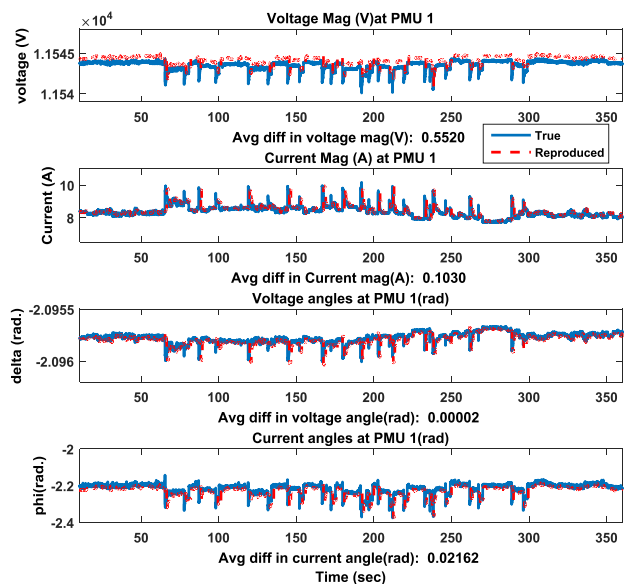 Voltage Mag (V)at PMU 1
×10⁴
voltage (V)
1.1545
1.154
50 100 150 200 250 300 350
Avg diff in voltage mag(V): 0.5520
True
Reproduced
Current Mag (A) at PMU 1
Current (A)
10
8
50 100 150 200 250 300 350
Avg diff in Current mag(A): 0.1030
Voltage angles at PMU 1(rad)
delta (rad.)
-2.0955
-2.096
50 100 150 200 250 300 350
Avg diff in voltage angle(rad): 0.00002
Current angles at PMU 1(rad)
phi(rad.)
-2
-2.2
-2.4
50 100 150 200 250 300 350
Avg diff in current angle(rad): 0.02162
Time (sec)